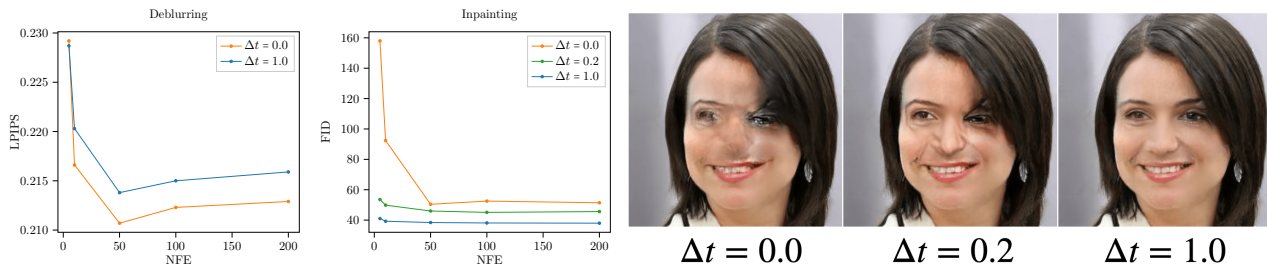 Deblurring
LPIPS
0.230
0.225
0.220
0.215
0.210
0 50 100 150 200
NFE
Δt = 0.0
Δt = 1.0
Inpainting
FID
160
140
120
100
80
60
40
0 50 100 150 200
NFE
Δt = 0.0
Δt = 0.2
Δt = 1.0
Δt = 0.0
Δt = 0.2
Δt = 1.0